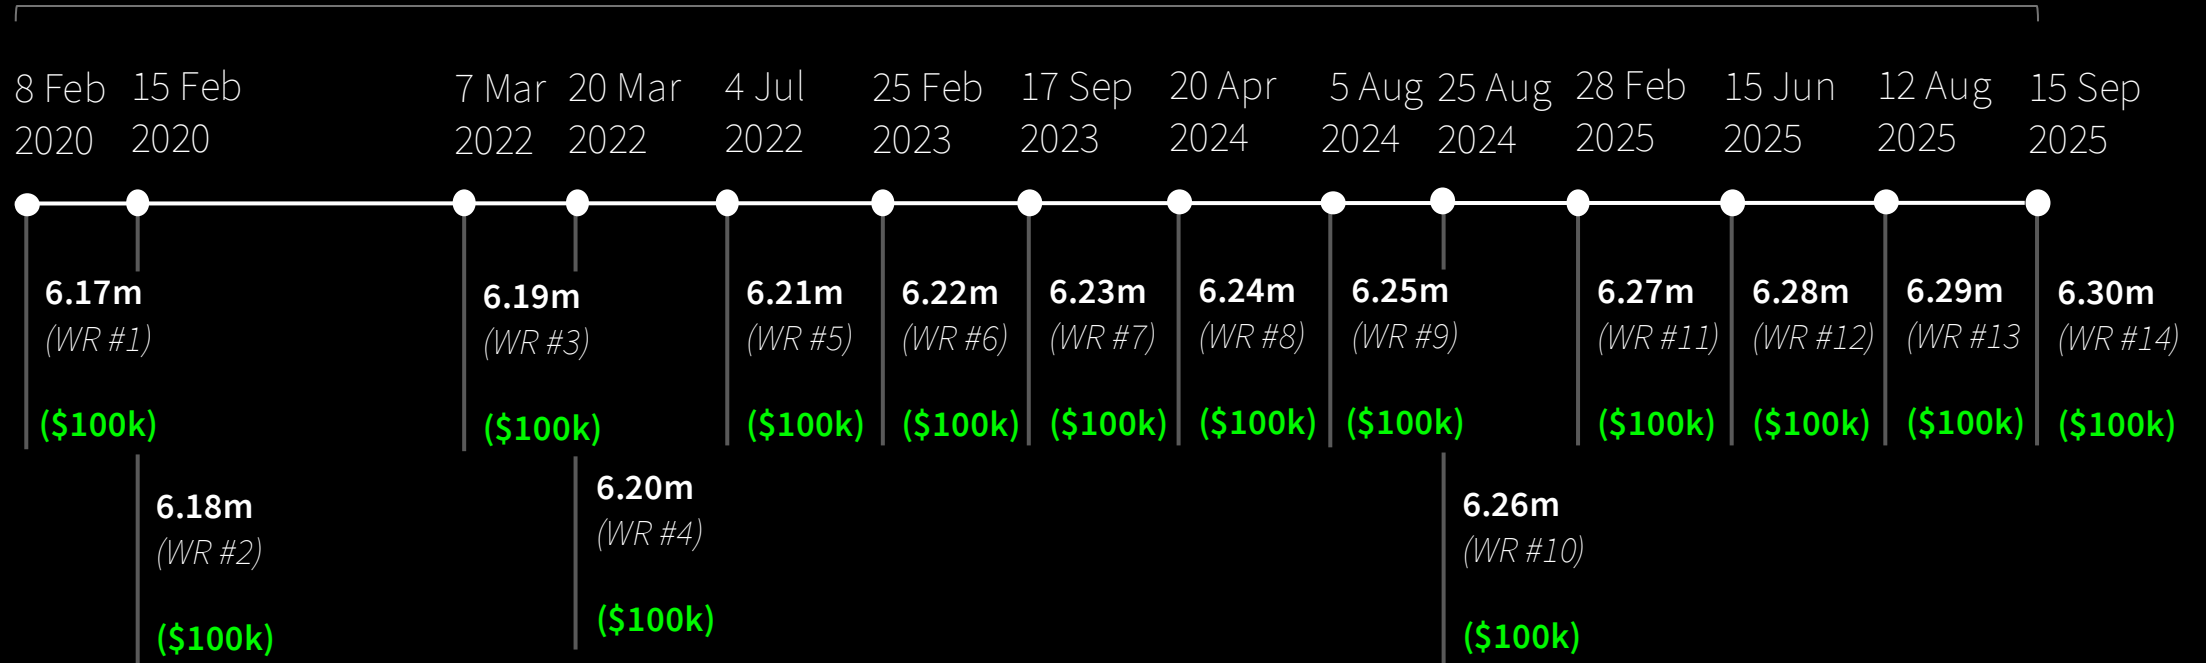 8 Feb
2020
15 Feb
2020
7 Mar
2022
20 Mar
2022
4 Jul
2022
25 Feb
2023
17 Sep
2023
20 Apr
2024
5 Aug
2024
25 Aug
2024
28 Feb
2025
15 Jun
2025
12 Aug
2025
15 Sep
2025
6.17m
(WR #1)
($100k)
6.18m
(WR #2)
($100k)
6.19m
(WR #3)
($100k)
6.20m
(WR #4)
($100k)
6.21m
(WR #5)
($100k)
6.22m
(WR #6)
($100k)
6.23m
(WR #7)
($100k)
6.24m
(WR #8)
($100k)
6.25m
(WR #9)
($100k)
6.26m
(WR #10)
($100k)
6.27m
(WR #11)
($100k)
6.28m
(WR #12)
($100k)
6.29m
(WR #13
($100k)
6.30m
(WR #14)
($100k)